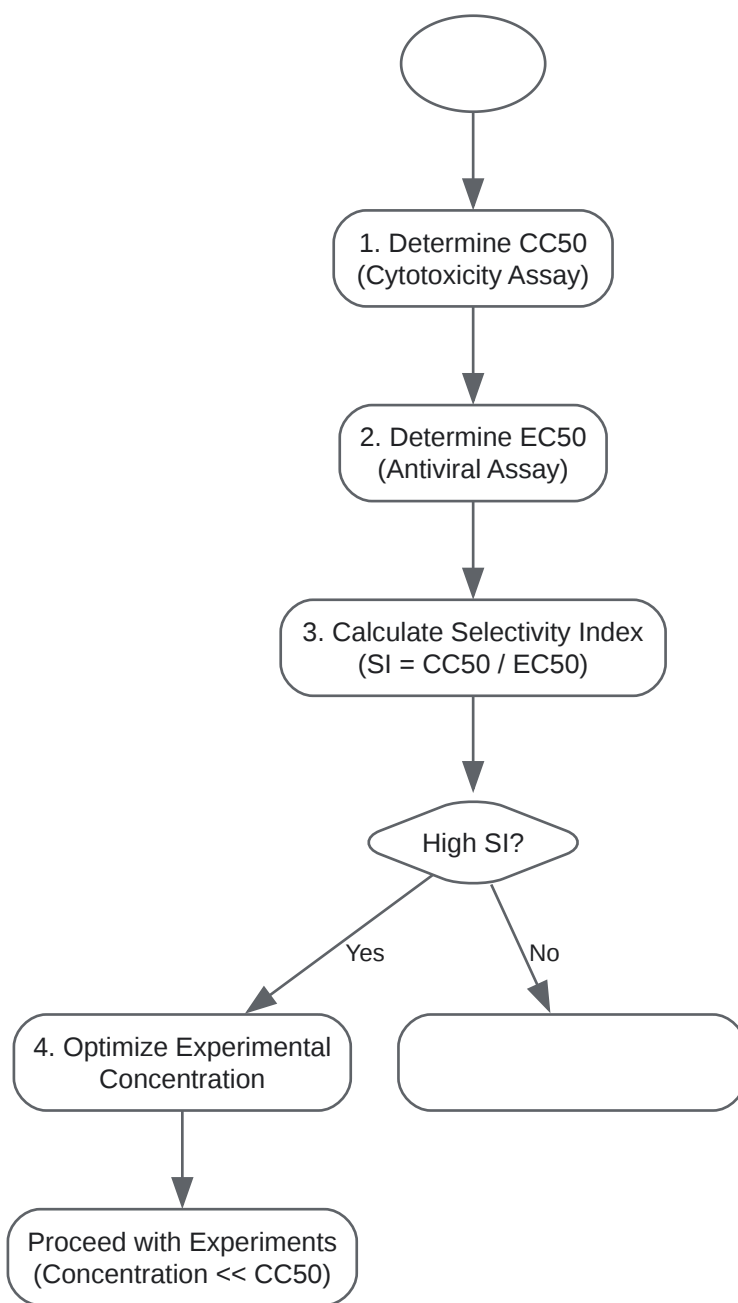 1. Determine CC50
(Cytotoxicity Assay)
2. Determine EC50
(Antiviral Assay)
3. Calculate Selectivity Index
(SI = CC50 / EC50)
High SI?
Yes
No
4. Optimize Experimental
Concentration
Proceed with Experiments
(Concentration << CC50)